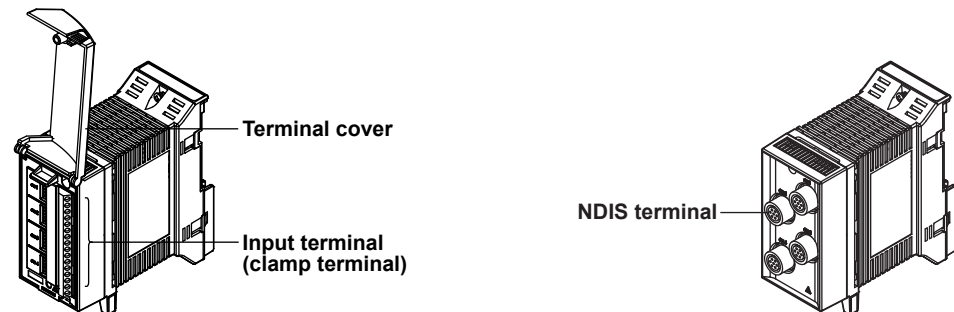 Terminal cover
NDIS terminal
Input terminal
(clamp terminal)